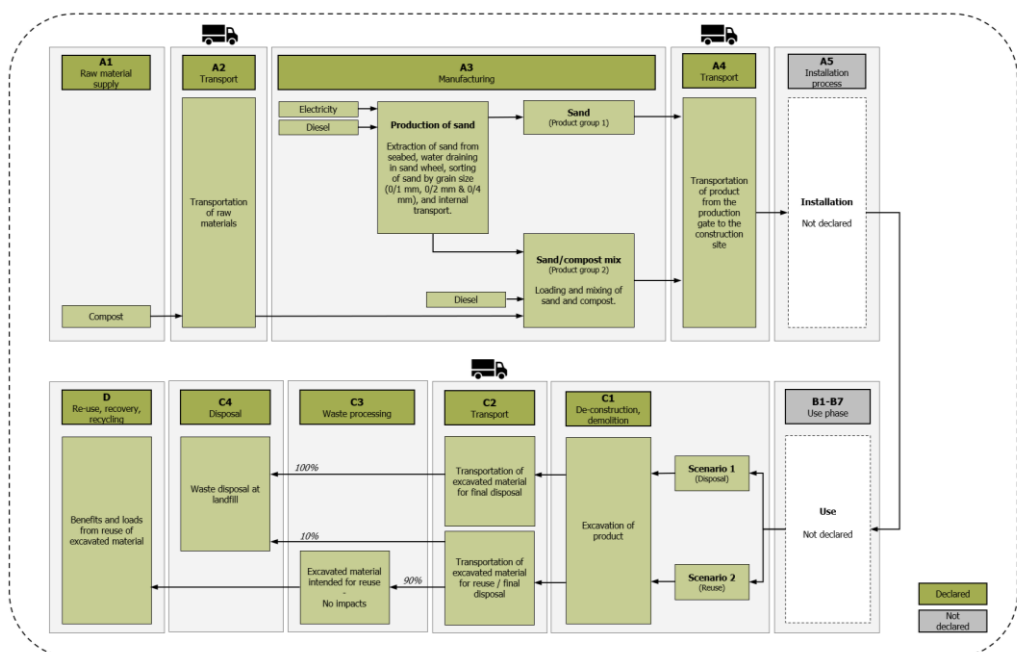 A1
Raw material
supply
A2
Transport
A3
Manufacturing
A4
Transport
A5
Installation
process
Electricity
Diesel
Production of sand
Extraction of sand from
seabed, water draining
in sand wheel, sorting
of sand by grain size
(0/1 mm, 0/2 mm & 0/4
mm), and internal
transport.
Sand
(Product group 1)
Transportation
of raw
materials
Transportation
of product
from the
production
gate to the
construction
site
Installation
Not declared
Sand/compost mix
(Product group 2)
Loading and mixing of
sand and compost.
Diesel
Compost
D
Re-use, recovery,
recycling
C4
Disposal
C3
Waste processing
C2
Transport
C1
De-construction,
demolition
B1-B7
Use phase
100%
Waste disposal at
landfill
Transportation of
excavated material
for final disposal
Scenario 1
(Disposal)
Benefits and loads
from reuse of
excavated material
Excavation of
product
Use
Not declared
10%
Excavated material
intended for reuse
-
No impacts
90%
Transportation of
excavated material
for reuse / final
disposal
Scenario 2
(Reuse)
Declared
Not
declared